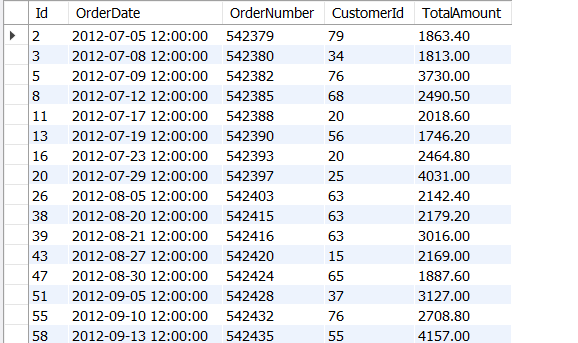 Id OrderDate OrderNumber CustomerId TotalAmount
2 2012-07-05 12:00:00 542379 79 1863.40
3 2012-07-08 12:00:00 542380 34 1813.00
5 2012-07-09 12:00:00 542382 76 3730.00
8 2012-07-12 12:00:00 542385 68 2490.50
11 2012-07-17 12:00:00 542388 20 2018.60
13 2012-07-19 12:00:00 542390 56 1746.20
16 2012-07-23 12:00:00 542393 20 2464.80
20 2012-07-29 12:00:00 542397 25 4031.00
26 2012-08-05 12:00:00 542403 63 2142.40
38 2012-08-20 12:00:00 542415 63 2179.20
39 2012-08-21 12:00:00 542416 63 3016.00
43 2012-08-27 12:00:00 542420 15 2169.00
47 2012-08-30 12:00:00 542424 65 1887.60
51 2012-09-05 12:00:00 542428 37 3127.00
55 2012-09-10 12:00:00 542432 76 2708.80
58 2012-09-13 12:00:00 542435 55 4157.00